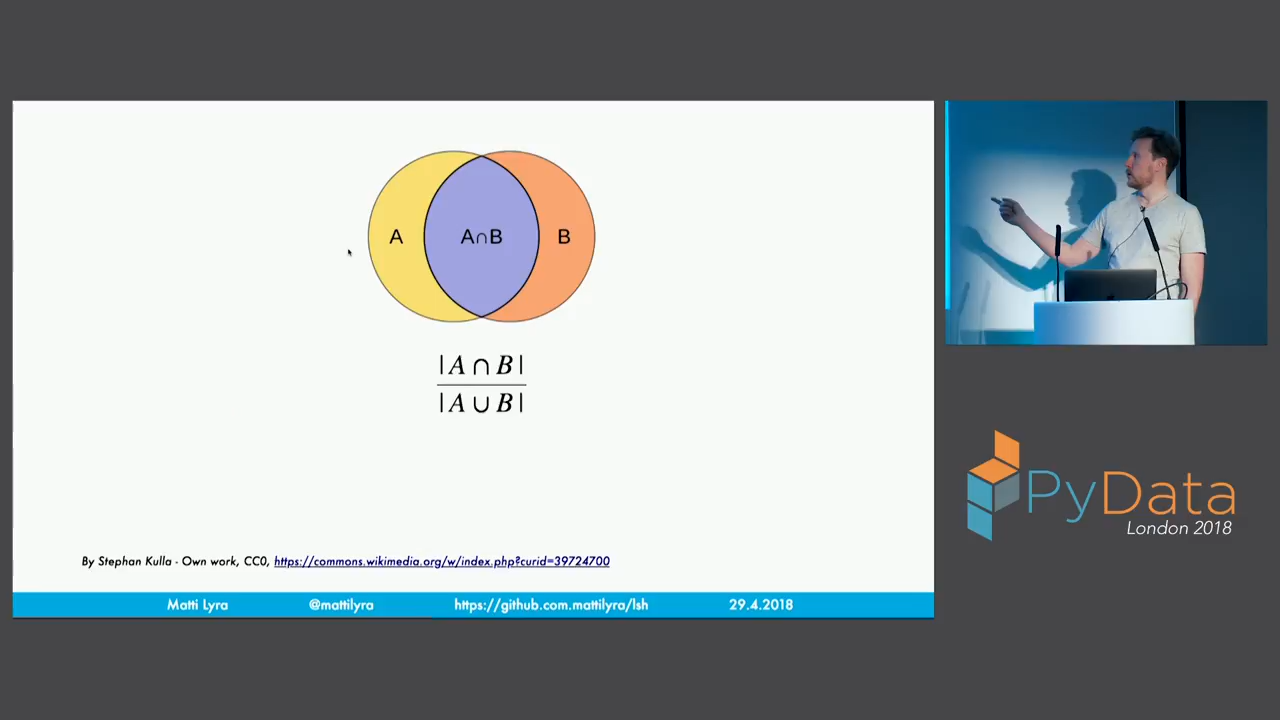 A
A∩B
B
|A ∩ B|
|A ∪ B|
By Stephan Kulla - Own work, CC0, https://commons.wikimedia.org/w/index.php?curid=39724700
Matti Lyra @mattilyra https://github.com.mattilyra/lsh 29.4.2018
PyData
London 2018